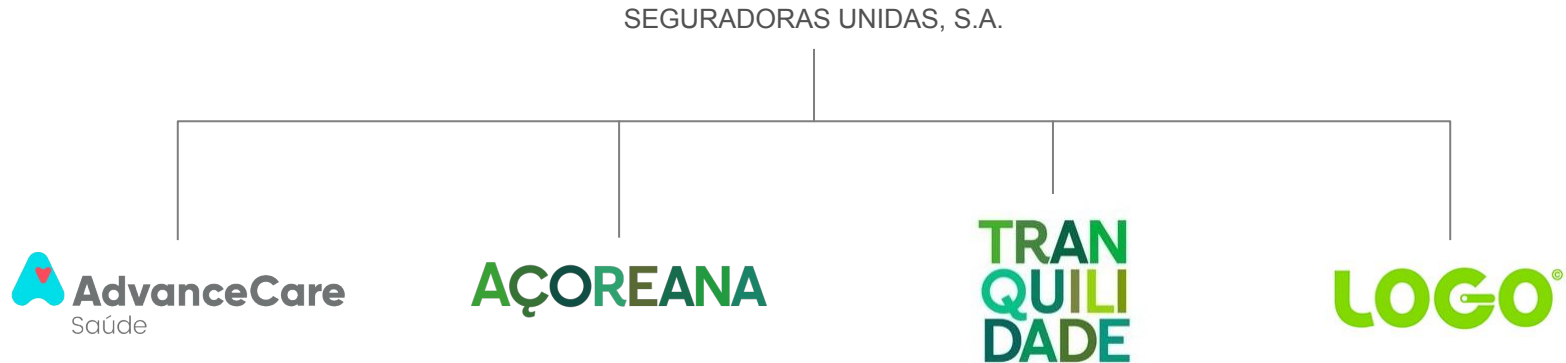 SEGURADORAS UNIDAS, S.A.
AdvanceCare
Saúde
AÇOREANA
TRAN
QUILI
DADE
LOGO©